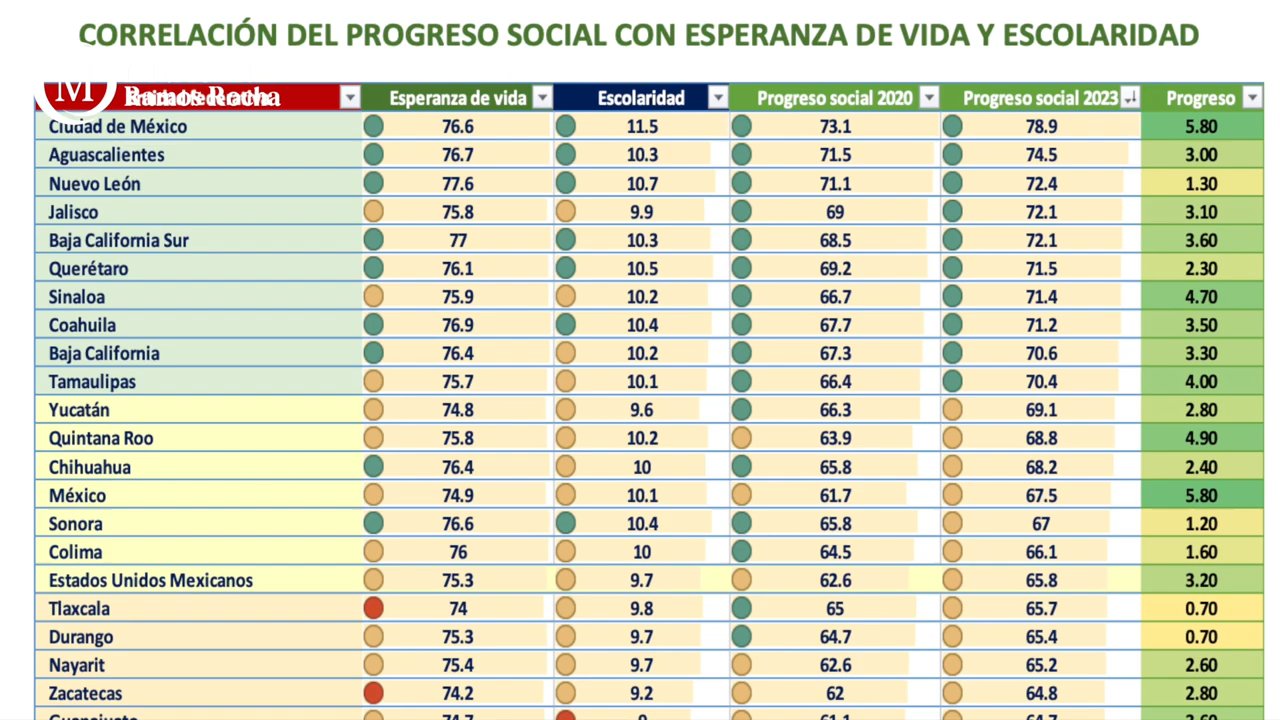 CORRELACIÓN DEL PROGRESO SOCIAL CON ESPERANZA DE VIDA Y ESCOLARIDAD
M Ramos Rocha Esperanza de vida Escolaridad Progreso social 2020 Progreso social 2023 Progreso
Ciudad de México 76.6 11.5 73.1 78.9 5.80
Aguascalientes 76.7 10.3 71.5 74.5 3.00
Nuevo León 77.6 10.7 71.1 72.4 1.30
Jalisco 75.8 9.9 69 72.1 3.10
Baja California Sur 77 10.3 68.5 72.1 3.60
Querétaro 76.1 10.5 69.2 71.5 2.30
Sinaloa 75.9 10.2 66.7 71.4 4.70
Coahuila 76.9 10.4 67.7 71.2 3.50
Baja California 76.4 10.2 67.3 70.6 3.30
Tamaulipas 75.7 10.1 66.4 70.4 4.00
Yucatán 74.8 9.6 66.3 69.1 2.80
Quintana Roo 75.8 10.2 63.9 68.8 4.90
Chihuahua 76.4 10 65.8 68.2 2.40
México 74.9 10.1 61.7 67.5 5.80
Sonora 76.6 10.4 65.8 67 1.20
Colima 76 10 64.5 66.1 1.60
Estados Unidos Mexicanos 75.3 9.7 62.6 65.8 3.20
Tlaxcala 74 9.8 65 65.7 0.70
Durango 75.3 9.7 64.7 65.4 0.70
Nayarit 75.4 9.7 62.6 65.2 2.60
Zacatecas 74.2 9.2 62 64.8 2.80